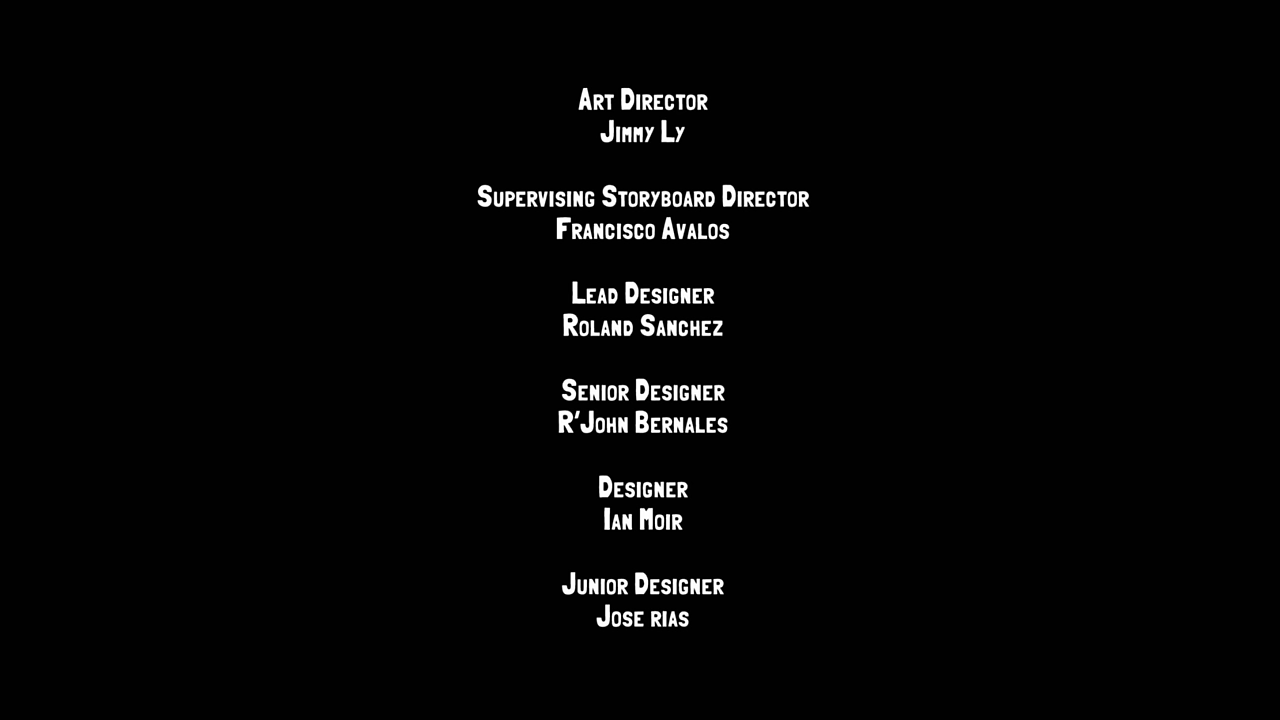 Art Director
Jimmy Ly
Supervising Storyboard Director
Francisco Avalos
Lead Designer
Roland Sanchez
Senior Designer
R'John Bernales
Designer
Ian Moir
Junior Designer
Jose rias